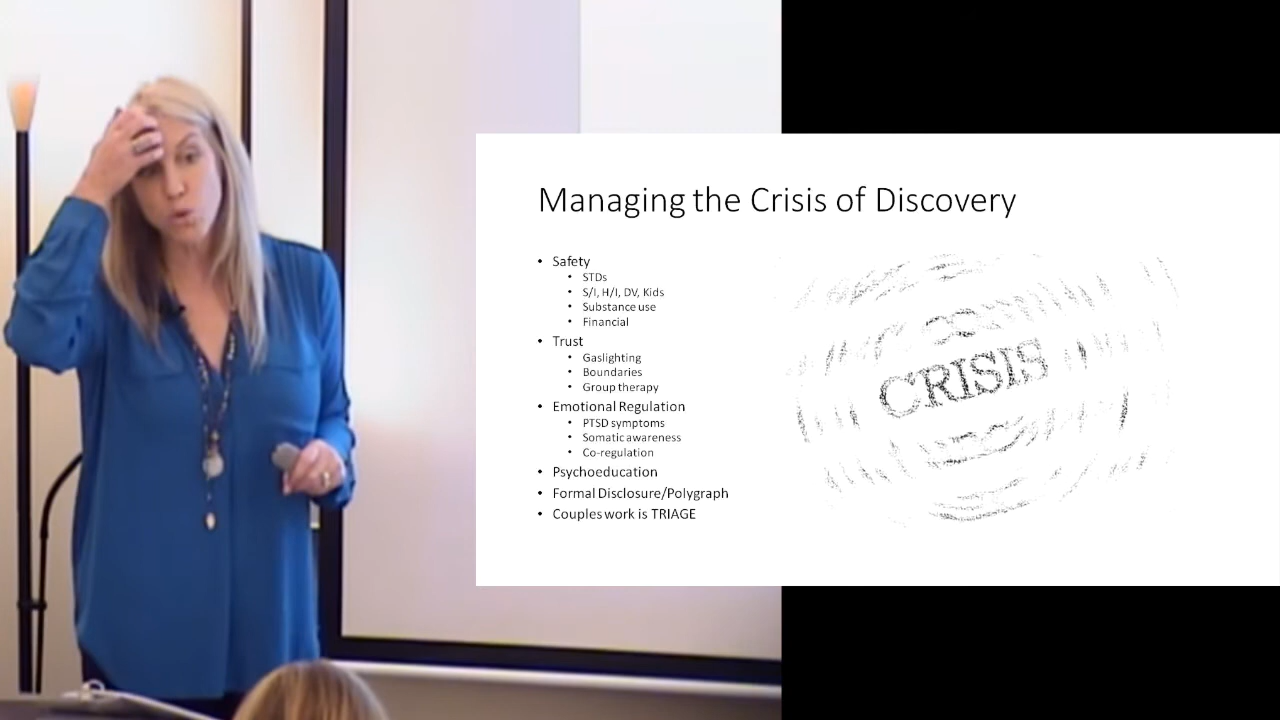 Managing the Crisis of Discovery
• Safety
• STDs
• S/I, H/I, DV, Kids
• Substance use
• Financial
• Trust
• Gaslighting
• Boundaries
• Group therapy
• Emotional Regulation
• PTSD symptoms
• Somatic awareness
• Co-regulation
• Psychoeducation
• Formal Disclosure/Polygraph
• Couples work is TRIAGE
CRISIS